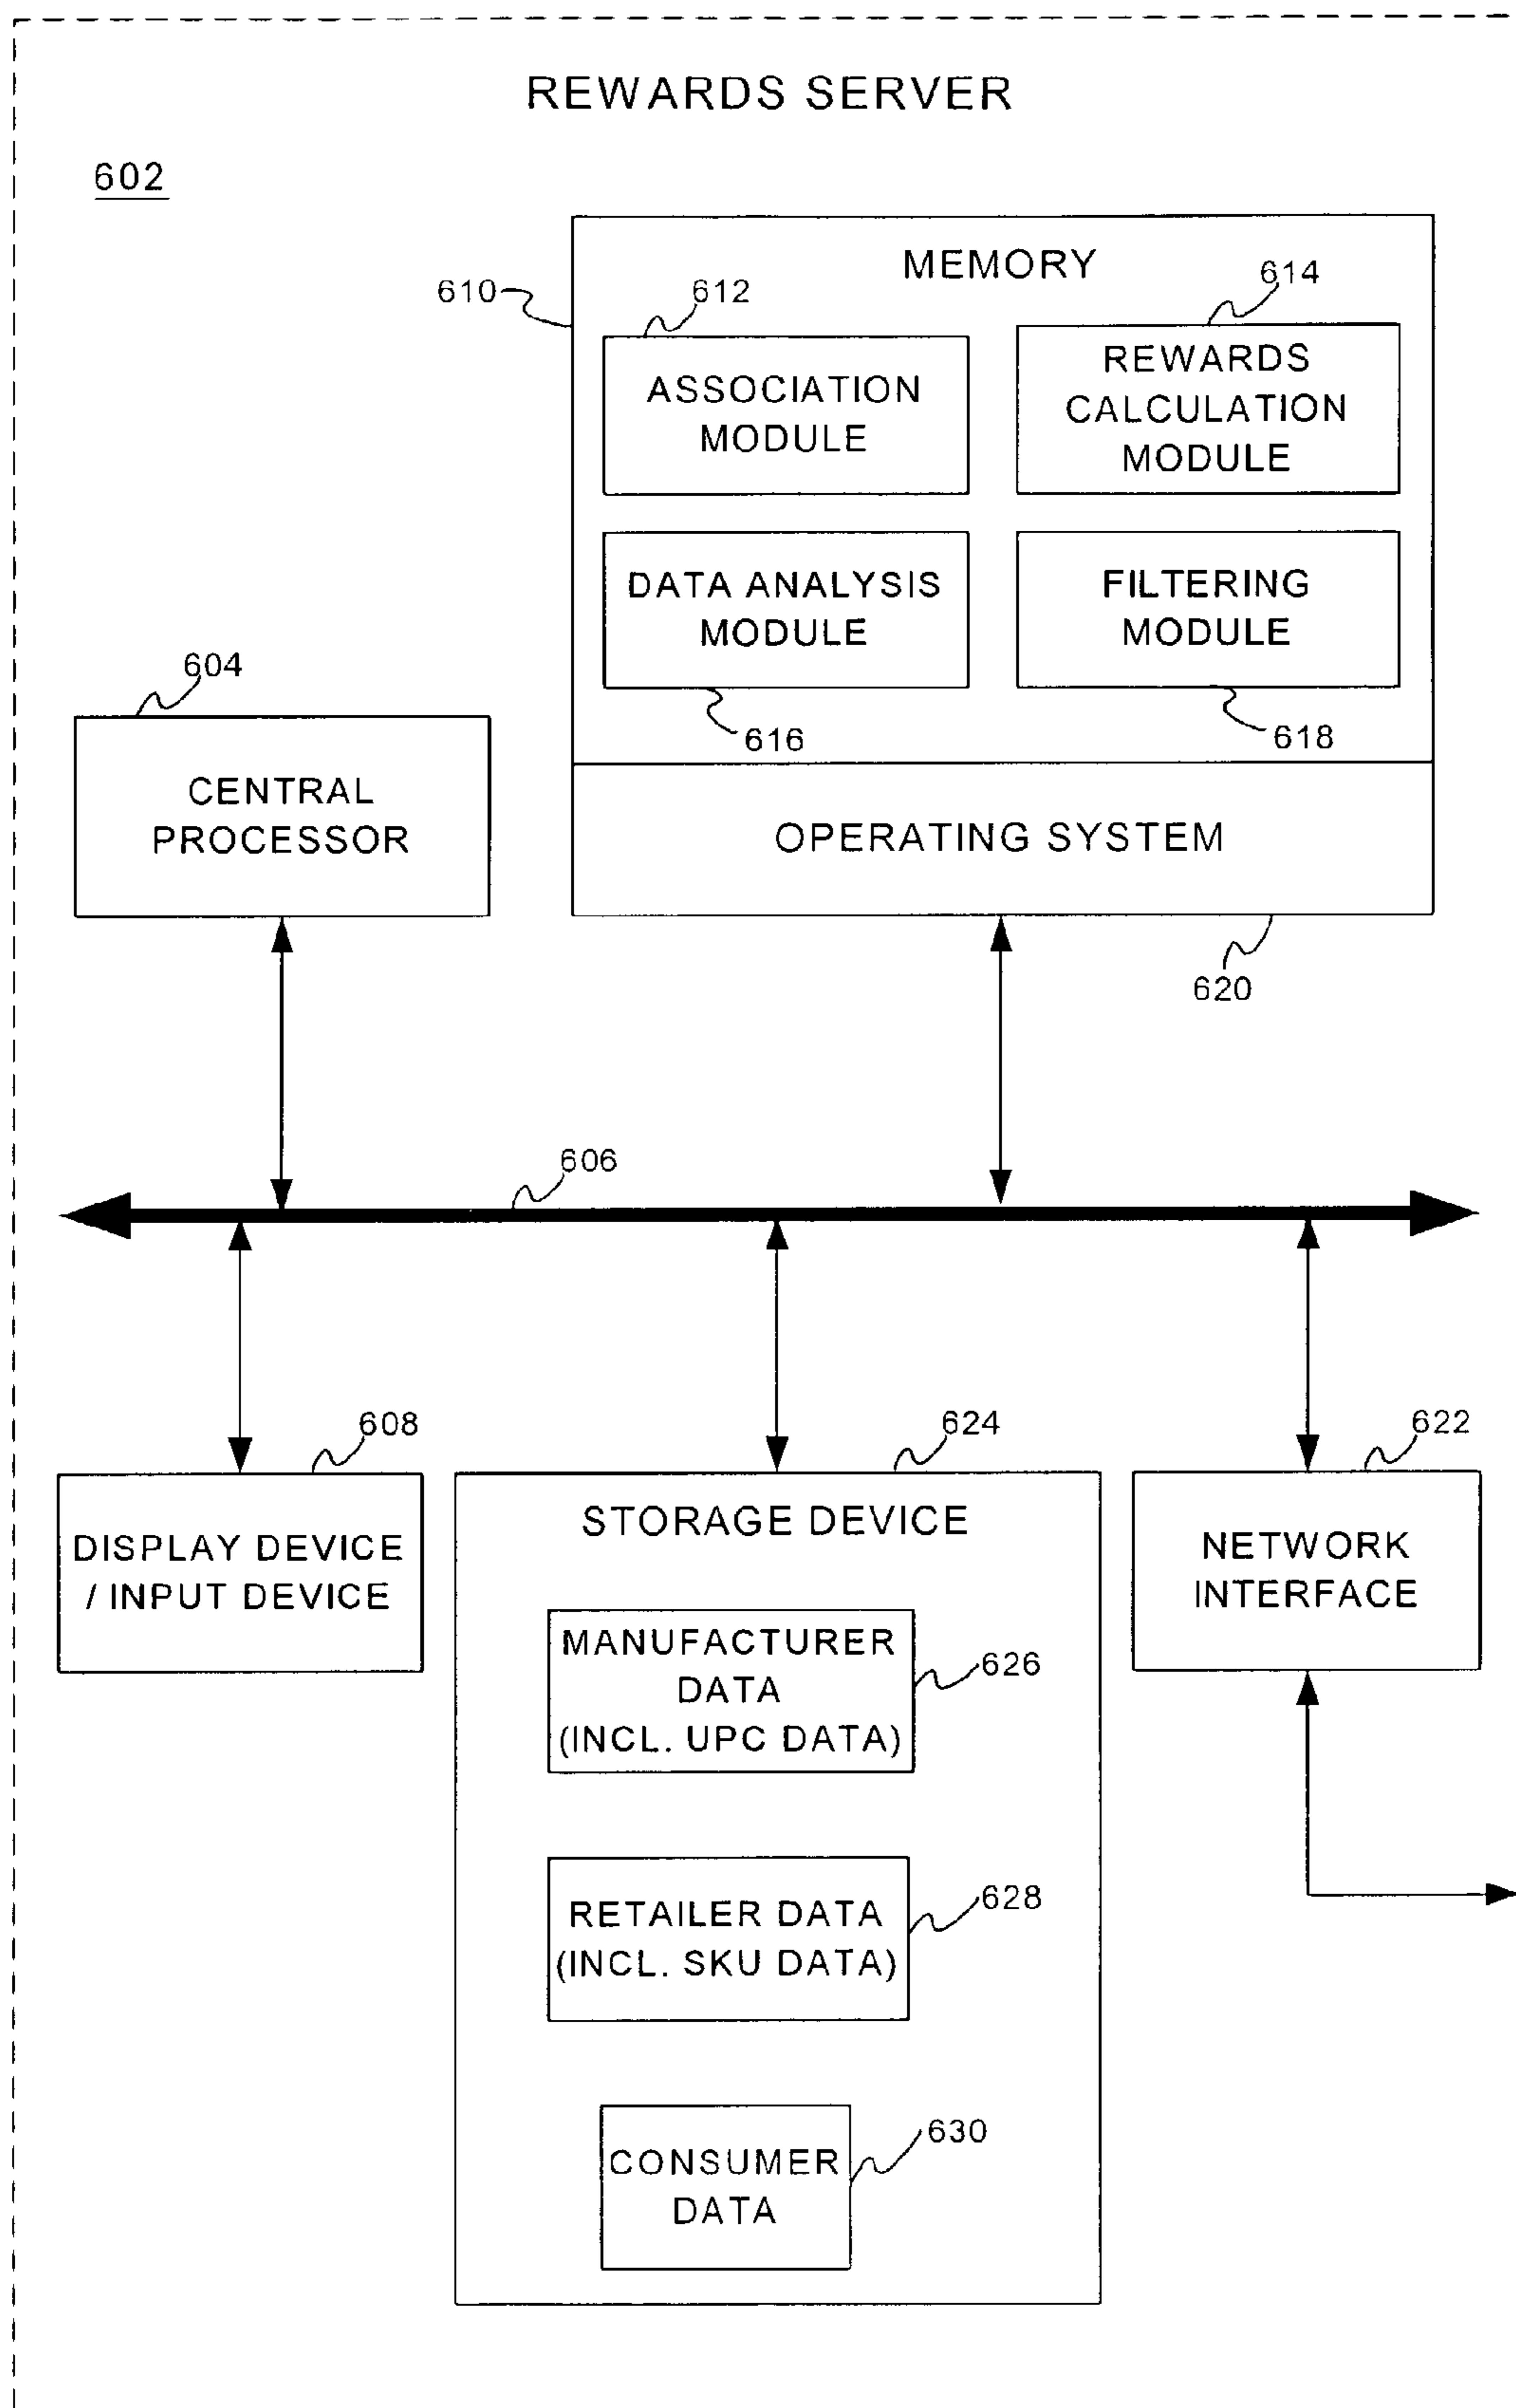 REWARDS SERVER
602
MEMORY
610
612
614
ASSOCIATION
MODULE
REWARDS
CALCULATION
MODULE
DATA ANALYSIS
MODULE
FILTERING
MODULE
616
618
604
CENTRAL
PROCESSOR
OPERATING SYSTEM
620
606
608
624
622
DISPLAY DEVICE
/ INPUT DEVICE
STORAGE DEVICE
NETWORK
INTERFACE
MANUFACTURER
DATA
(INCL. UPC DATA)
626
RETAILER DATA
(INCL. SKU DATA)
628
CONSUMER
DATA
630